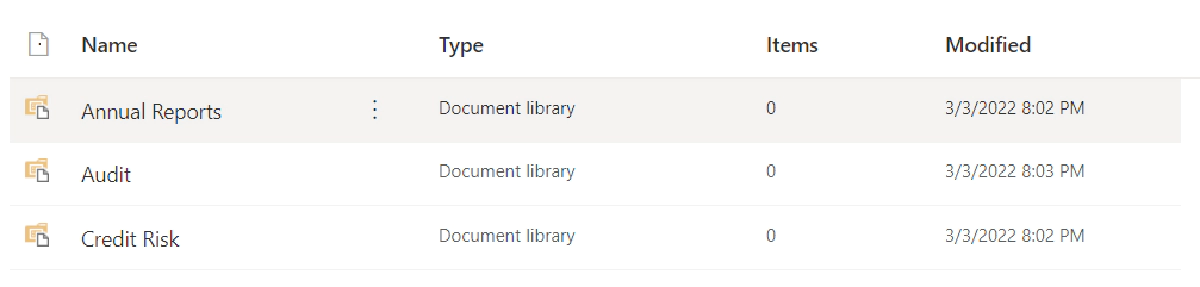 Name Type Items Modified
Annual Reports Document library 0 3/3/2022 8:02 PM
Audit Document library 0 3/3/2022 8:03 PM
Credit Risk Document library 0 3/3/2022 8:02 PM